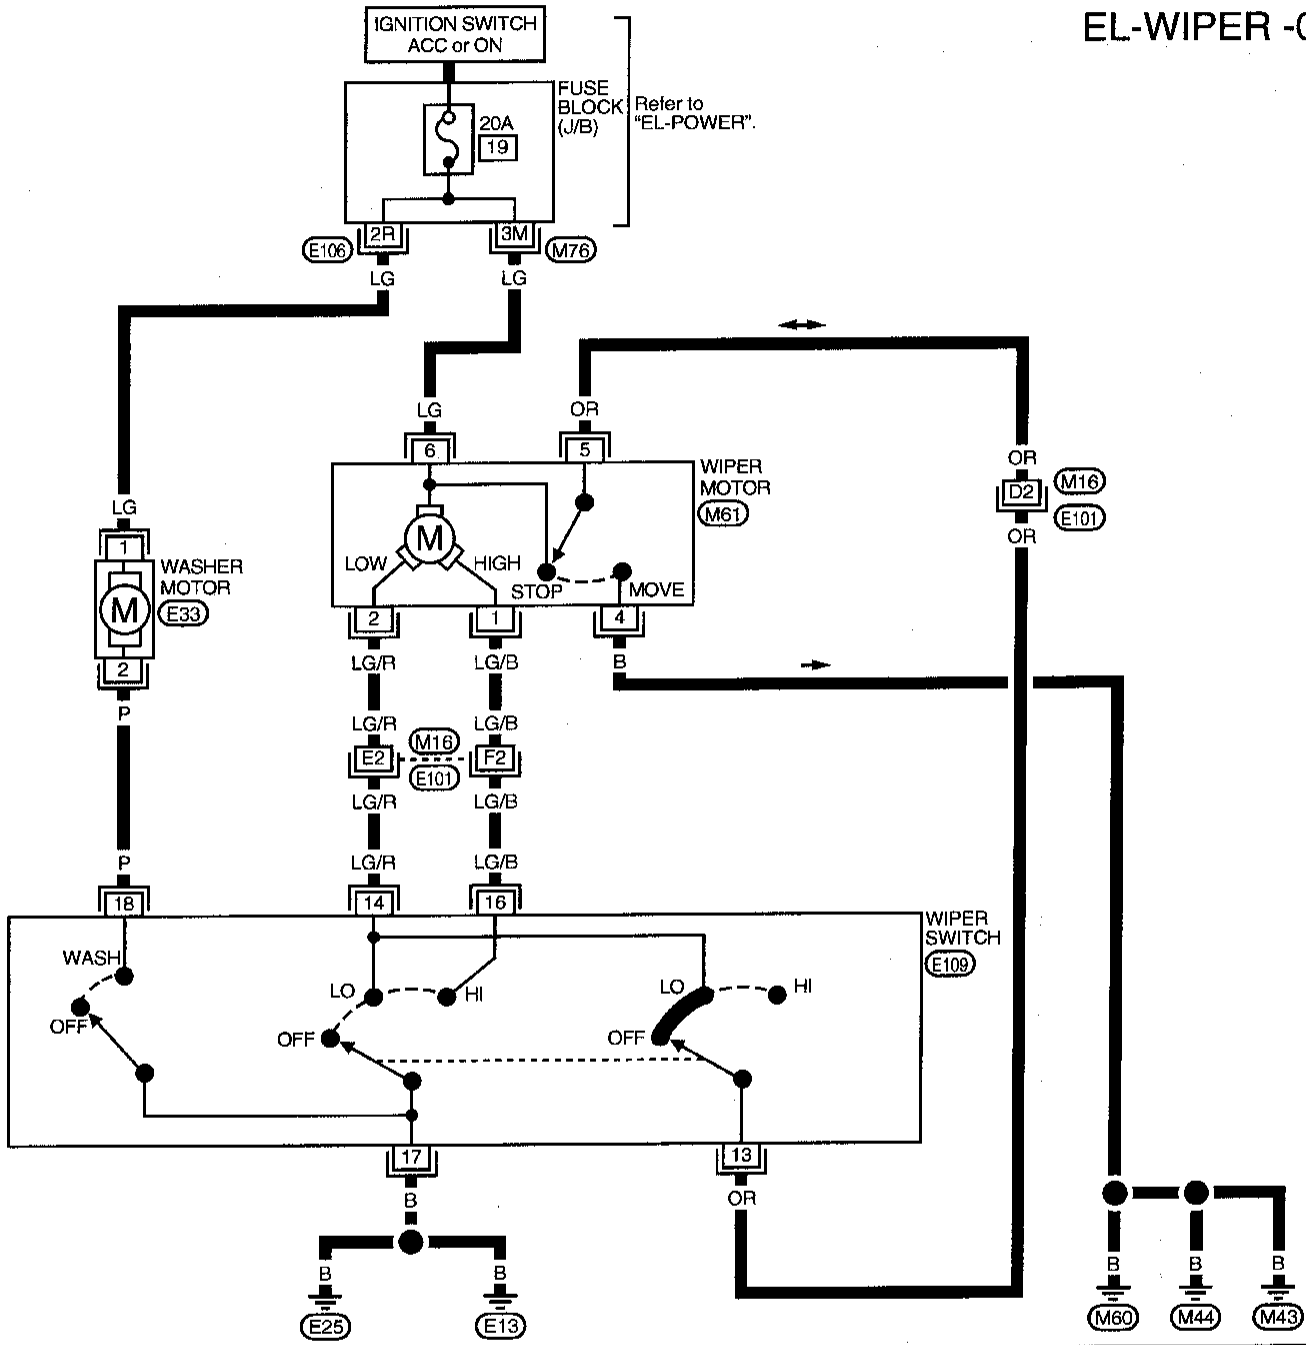 EL-WIPER -0
IGNITION SWITCH
ACC or ON
FUSE
BLOCK
(J/B)
Refer to
"EL-POWER".
20A
19
2R
3M
E106
M76
LG
LG
LG
OR
6
5
WIPER
MOTOR
M61
OR
D2
M16
E101
OR
LG
1
WASHER
MOTOR
E33
M
2
P
M
LOW
HIGH
STOP
MOVE
2
1
4
LG/R
LG/B
B
LG/R
LG/B
M16
E2
F2
E101
LG/R
LG/B
P
LG/R
LG/B
18
14
16
WIPER
SWITCH
E109
WASH
OFF
LO
HI
OFF
LO
HI
OFF
17
13
B
OR
B
B
E25
E13
B
B
B
M60
M44
M43